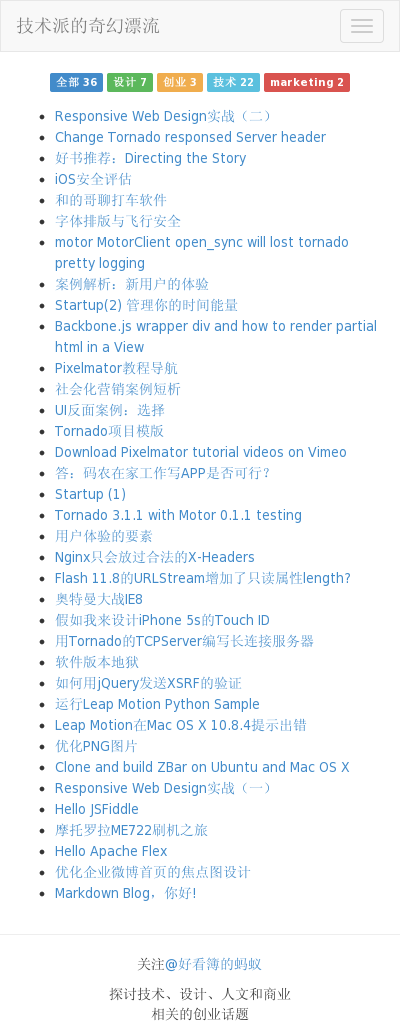 技术派的奇幻漂流
全部 36 设计 7 创业 3 技术 22 marketing 2
Responsive Web Design实战（二）
Change Tornado responsed Server header
好书推荐：Directing the Story
iOS安全评估
和的哥聊打车软件
字体排版与飞行安全
motor MotorClient open_sync will lost tornado
pretty logging
案例解析：新用户的体验
Startup(2) 管理你的时间能量
Backbone.js wrapper div and how to render partial
html in a View
Pixelmator教程导航
社会化营销案例短析
UI反面案例：选择
Tornado项目模版
Download Pixelmator tutorial videos on Vimeo
答：码农在家工作写APP是否可行？
Startup (1)
Tornado 3.1.1 with Motor 0.1.1 testing
用户体验的要素
Nginx只会放过合法的X-Headers
Flash 11.8的URLStream增加了只读属性length?
奥特曼大战IE8
假如我来设计iPhone 5s的Touch ID
用Tornado的TCPServer编写长连接服务器
软件版本地狱
如何用jQuery发送XSRF的验证
运行Leap Motion Python Sample
Leap Motion在Mac OS X 10.8.4提示出错
优化PNG图片
Clone and build ZBar on Ubuntu and Mac OS X
Responsive Web Design实战（一）
Hello JSFiddle
摩托罗拉ME722刷机之旅
Hello Apache Flex
优化企业微博首页的焦点图设计
Markdown Blog，你好!
关注@好看簿的蚂蚁
探讨技术、设计、人文和商业
相关的创业话题